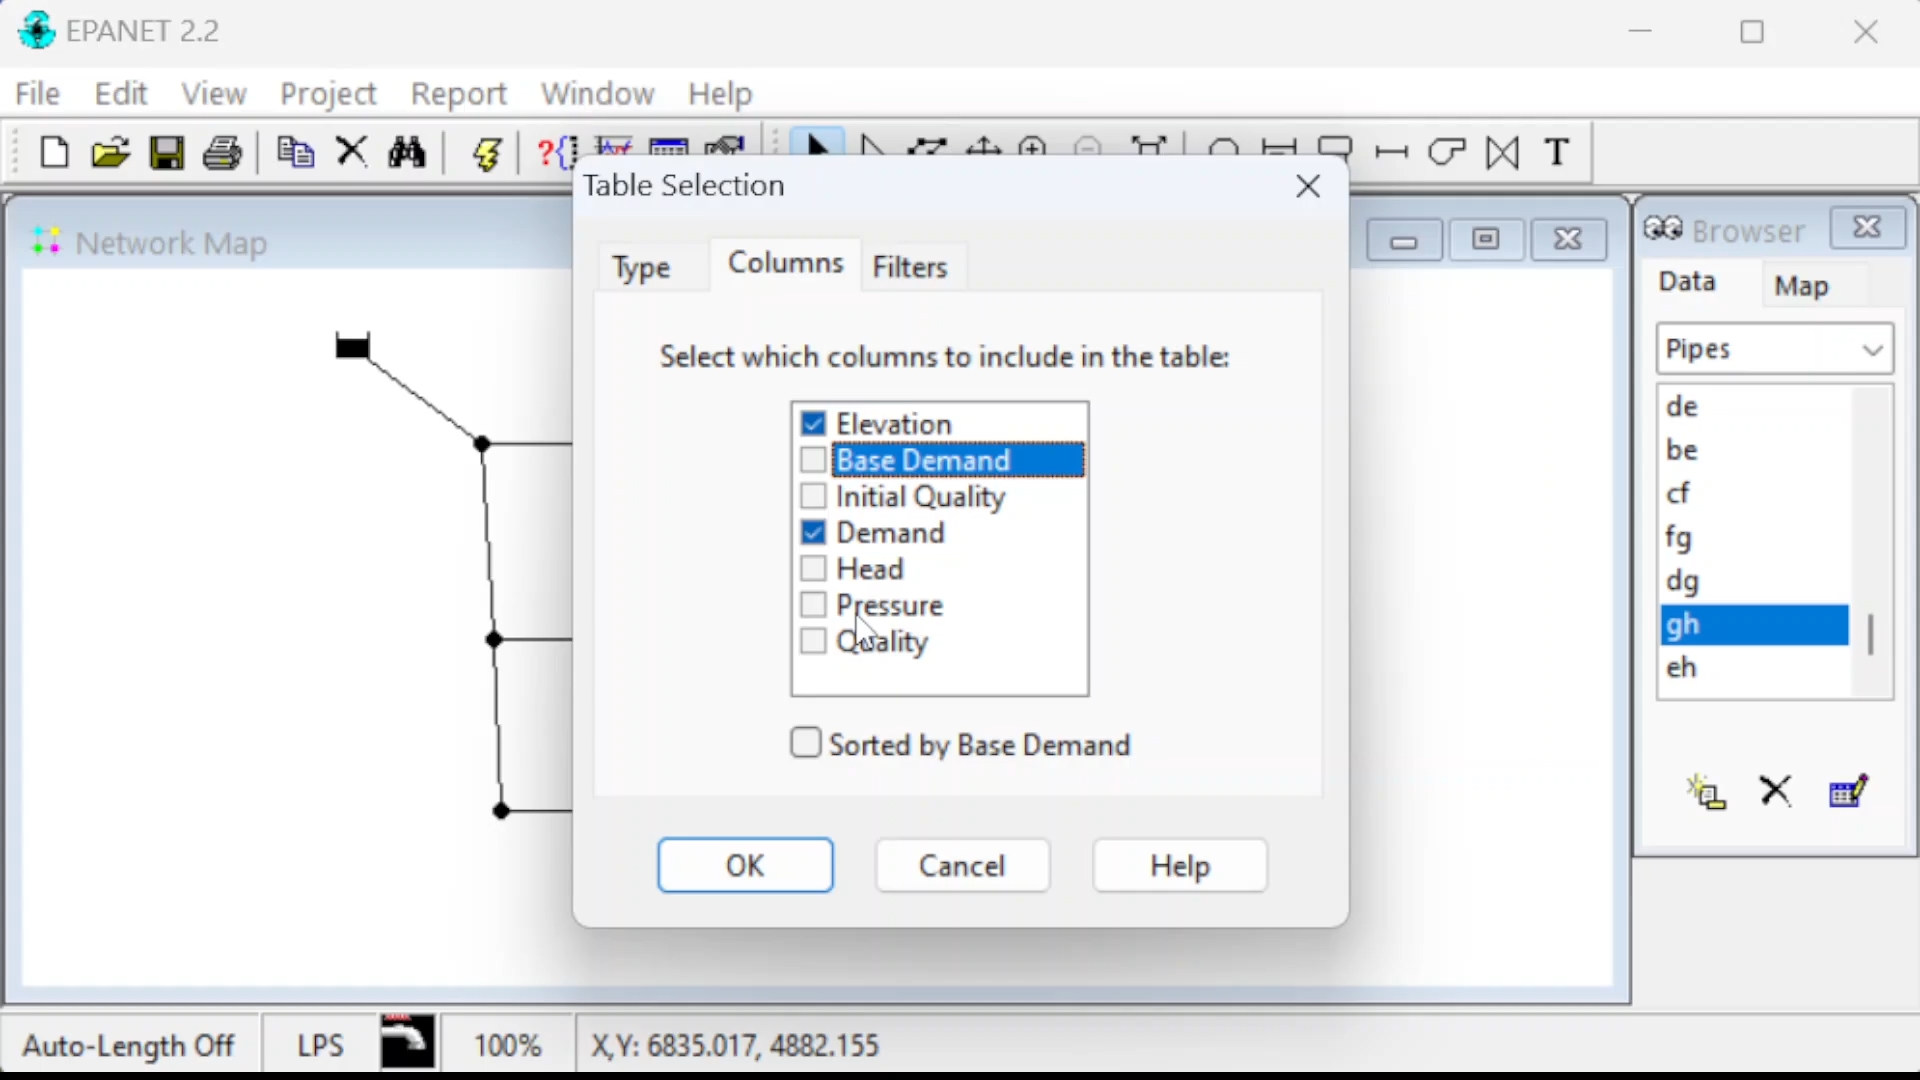 EPANET 2.2
File Edit View Project Report Window Help
?{}
T
Table Selection
Network Map
Browser
Type Columns Filters
Data Map
Select which columns to include in the table:
Pipes
Elevation
Base Demand
Initial Quality
Demand
Head
Pressure
Quality
de
be
cf
fg
dg
gh
eh
Sorted by Base Demand
OK Cancel Help
Auto-Length Off LPS 100% X,Y: 6835.017, 4882.155